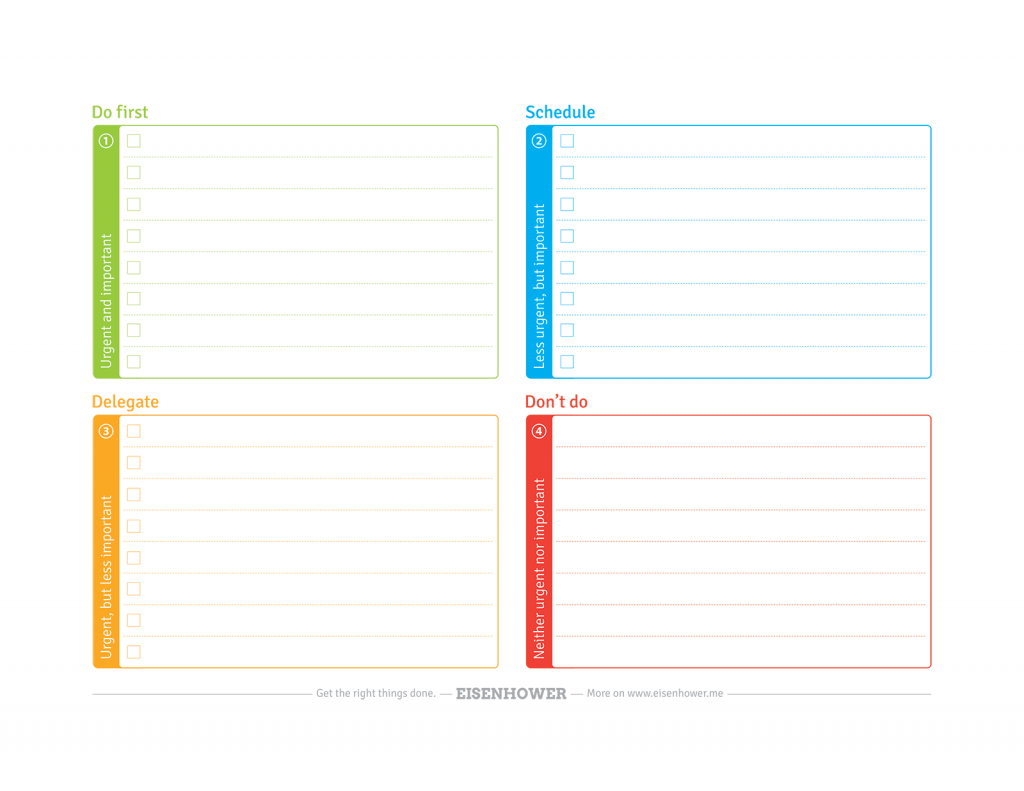 Do first
1
Urgent and important
Schedule
2
Less urgent, but important
Delegate
3
Urgent, but less important
Don’t do
4
Neither urgent nor important
Get the right things done. — EISENHOWER — More on www.eisenhower.me